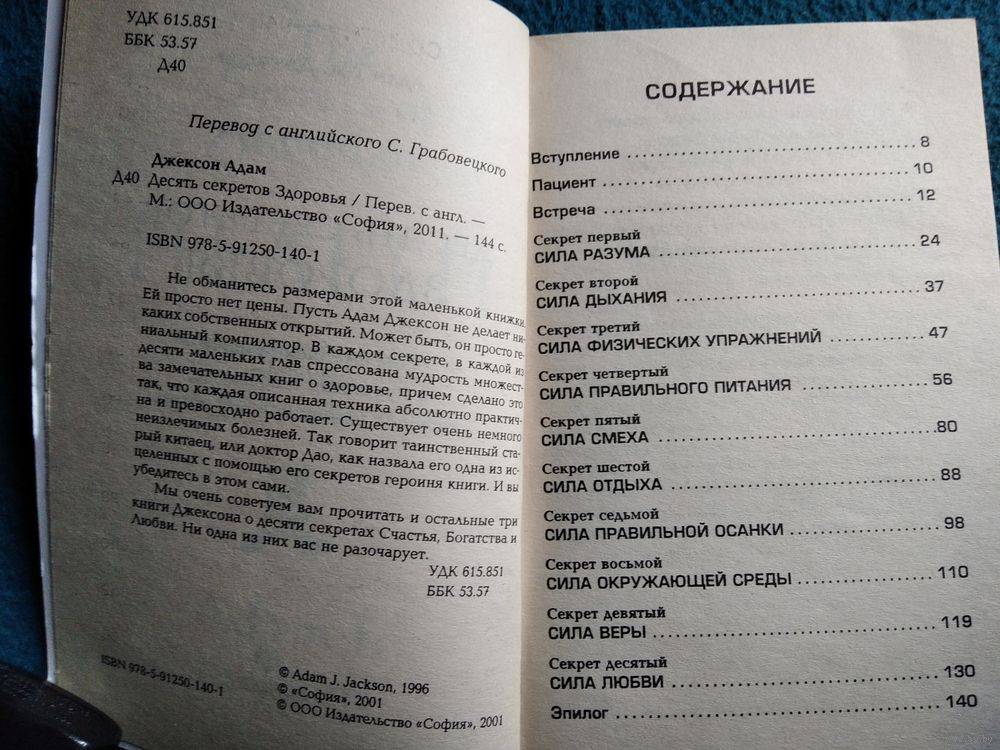 УДК 615.851
ББК 53.57
Д40
Перевод с английского С. Грабовецкого
Джексон Адам
Д40 Десять секретов Здоровья / Перев. с англ. —
М.: ООО Издательство «София», 2011. — 144 с.
ISBN 978-5-91250-140-1
Не обманитесь размерами этой маленькой книжки.
Ей просто нет цены. Пусть Адам Джексон не делает ни-
каких собственных открытий. Может быть, он просто ге-
ниальный компилятор. В каждом секрете, в каждой из
десяти маленьких глав спрессована мудрость множест-
ва замечательных книг о здоровье, причем сделано это
так, что каждая описанная техника абсолютно практич-
на и превосходно работает. Существует очень немного
неизлечимых болезней. Так говорит таинственный ста-
рый китаец, или доктор Дао, как назвала его одна из ис-
целенных с помощью его секретов героиня книги. И вы
убедитесь в этом сами.
Мы очень советуем вам прочитать и остальные три
книги Джексона о десяти секретах Счастья, Богатства и
Любви. Ни одна из них вас не разочарует.
УДК 615.851
ББК 53.57
ISBN 978-5-91250-140-1
© Adam J. Jackson, 1996
© «София», 2001
© ООО Издательство «София», 2001
СОДЕРЖАНИЕ
Вступление ........................ 8
Пациент ........................ 10
Встреча ........................ 12
Секрет первый
СИЛА РАЗУМА ........................ 24
Секрет второй
СИЛА ДЫХАНИЯ ........................ 37
Секрет третий
СИЛА ФИЗИЧЕСКИХ УПРАЖНЕНИЙ ............ 47
Секрет четвертый
СИЛА ПРАВИЛЬНОГО ПИТАНИЯ ............ 56
Секрет пятый
СИЛА СМЕХА ........................ 80
Секрет шестой
СИЛА ОТДЫХА ........................ 88
Секрет седьмой
СИЛА ПРАВИЛЬНОЙ ОСАНКИ ............ 98
Секрет восьмой
СИЛА ОКРУЖАЮЩЕЙ СРЕДЫ ............ 110
Секрет девятый
СИЛА ВЕРЫ ........................ 119
Секрет десятый
СИЛА ЛЮБВИ ........................ 130
Эпилог ........................ 140